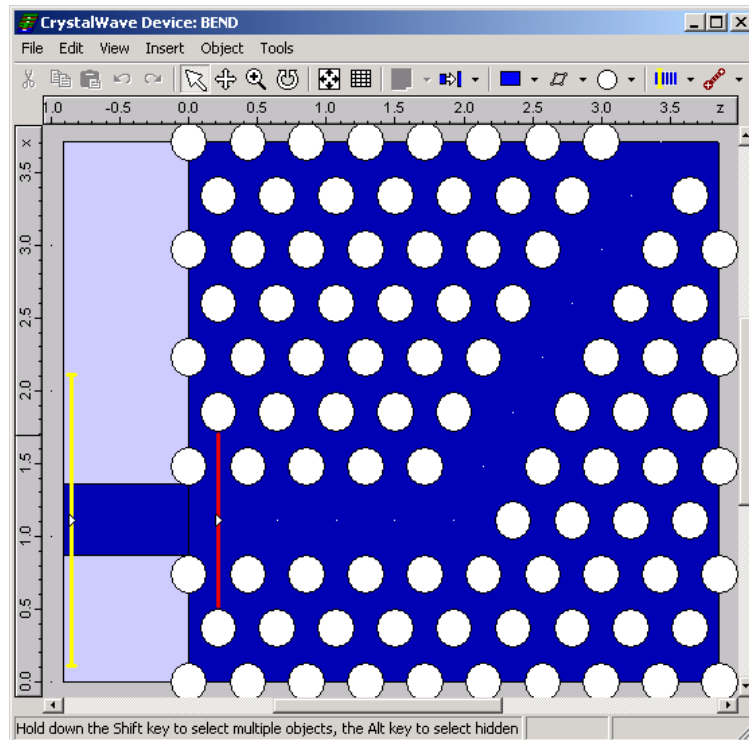 CrystalWave Device: BEND
File Edit View Insert Object Tools
1.0 -0.5 0.0 0.5 1.0 1.5 2.0 2.5 3.0 3.5 z
x
3.5
3.0
2.5
2.0
1.5
1.0
0.5
0.0
Hold down the Shift key to select multiple objects, the Alt key to select hidden